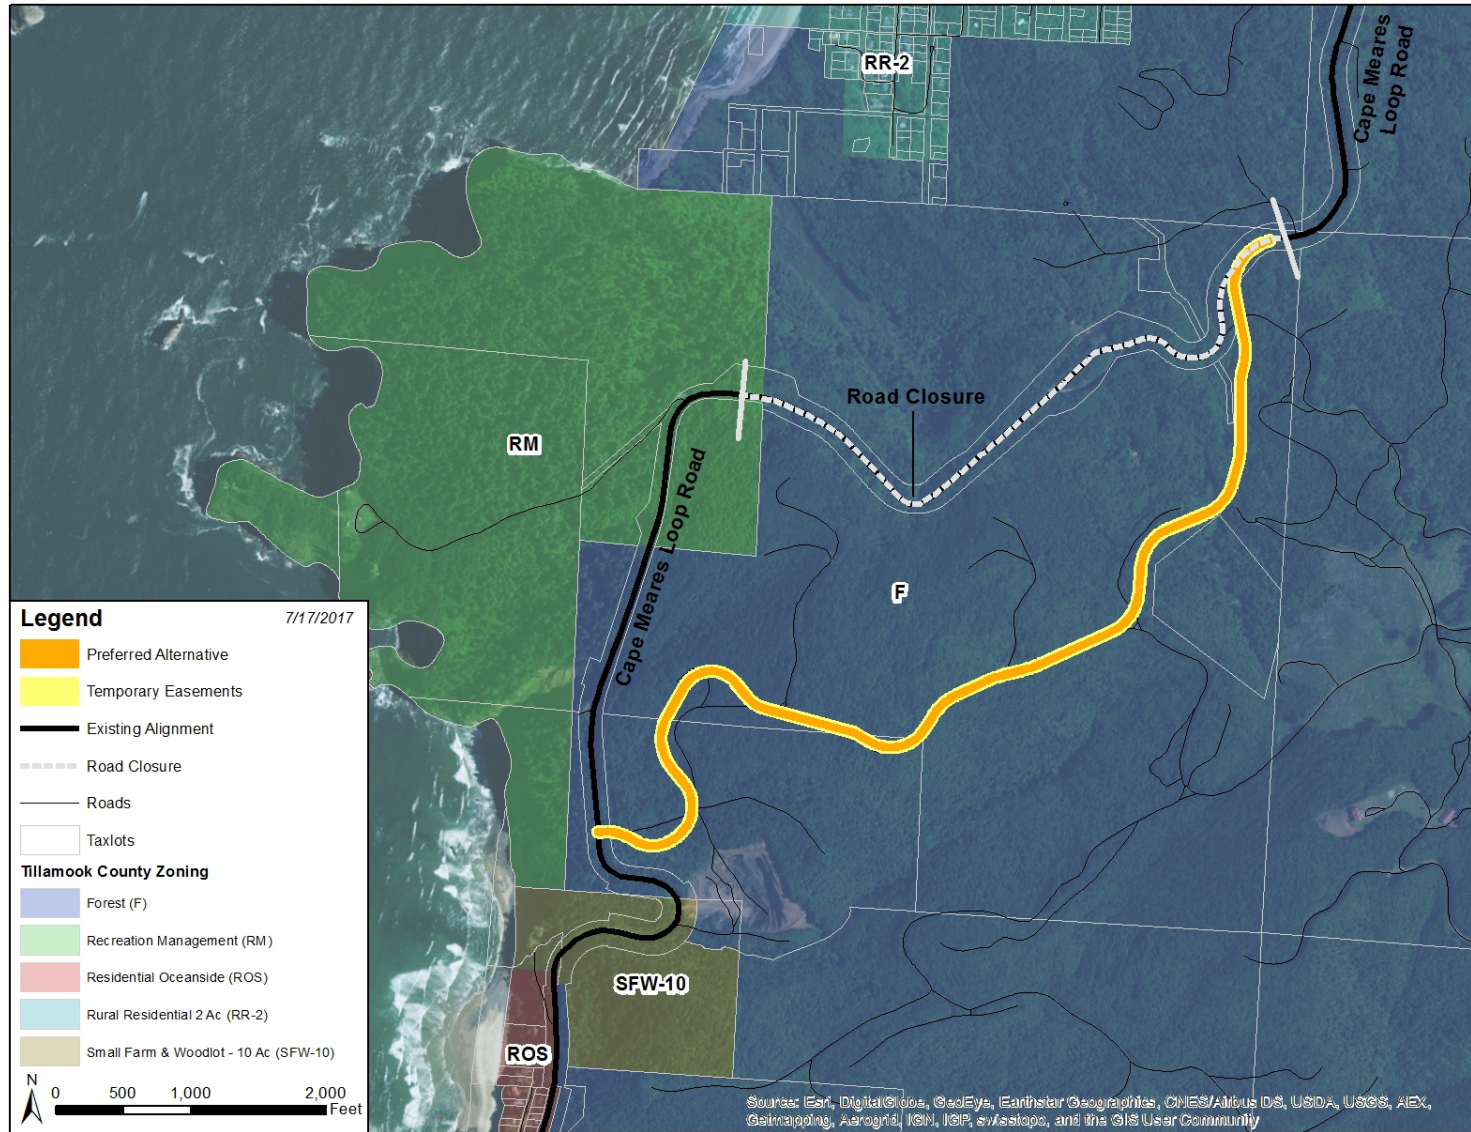 RR-2
Cape Meares
Loop Road
Road Closure
RM
Cape Meares Loop Road
F
Legend
7/17/2017
Preferred Alternative
Temporary Easements
Existing Alignment
Road Closure
Roads
Taxlots
Tillamook County Zoning
Forest (F)
Recreation Management (RM)
Residential Oceanside (ROS)
Rural Residential 2 Ac (RR-2)
Small Farm & Woodlot - 10 Ac (SFW-10)
SFW-10
ROS
N
0 500 1,000 2,000
Feet
Source: Esri, DigitalGlobe, GeoEye, Earthstar Geographics, CNES/Airbus DS, USDA, USGS, AEX,
Getmapping, Aerogrid, IGN, IGP, swisstopo, and the GIS User Community